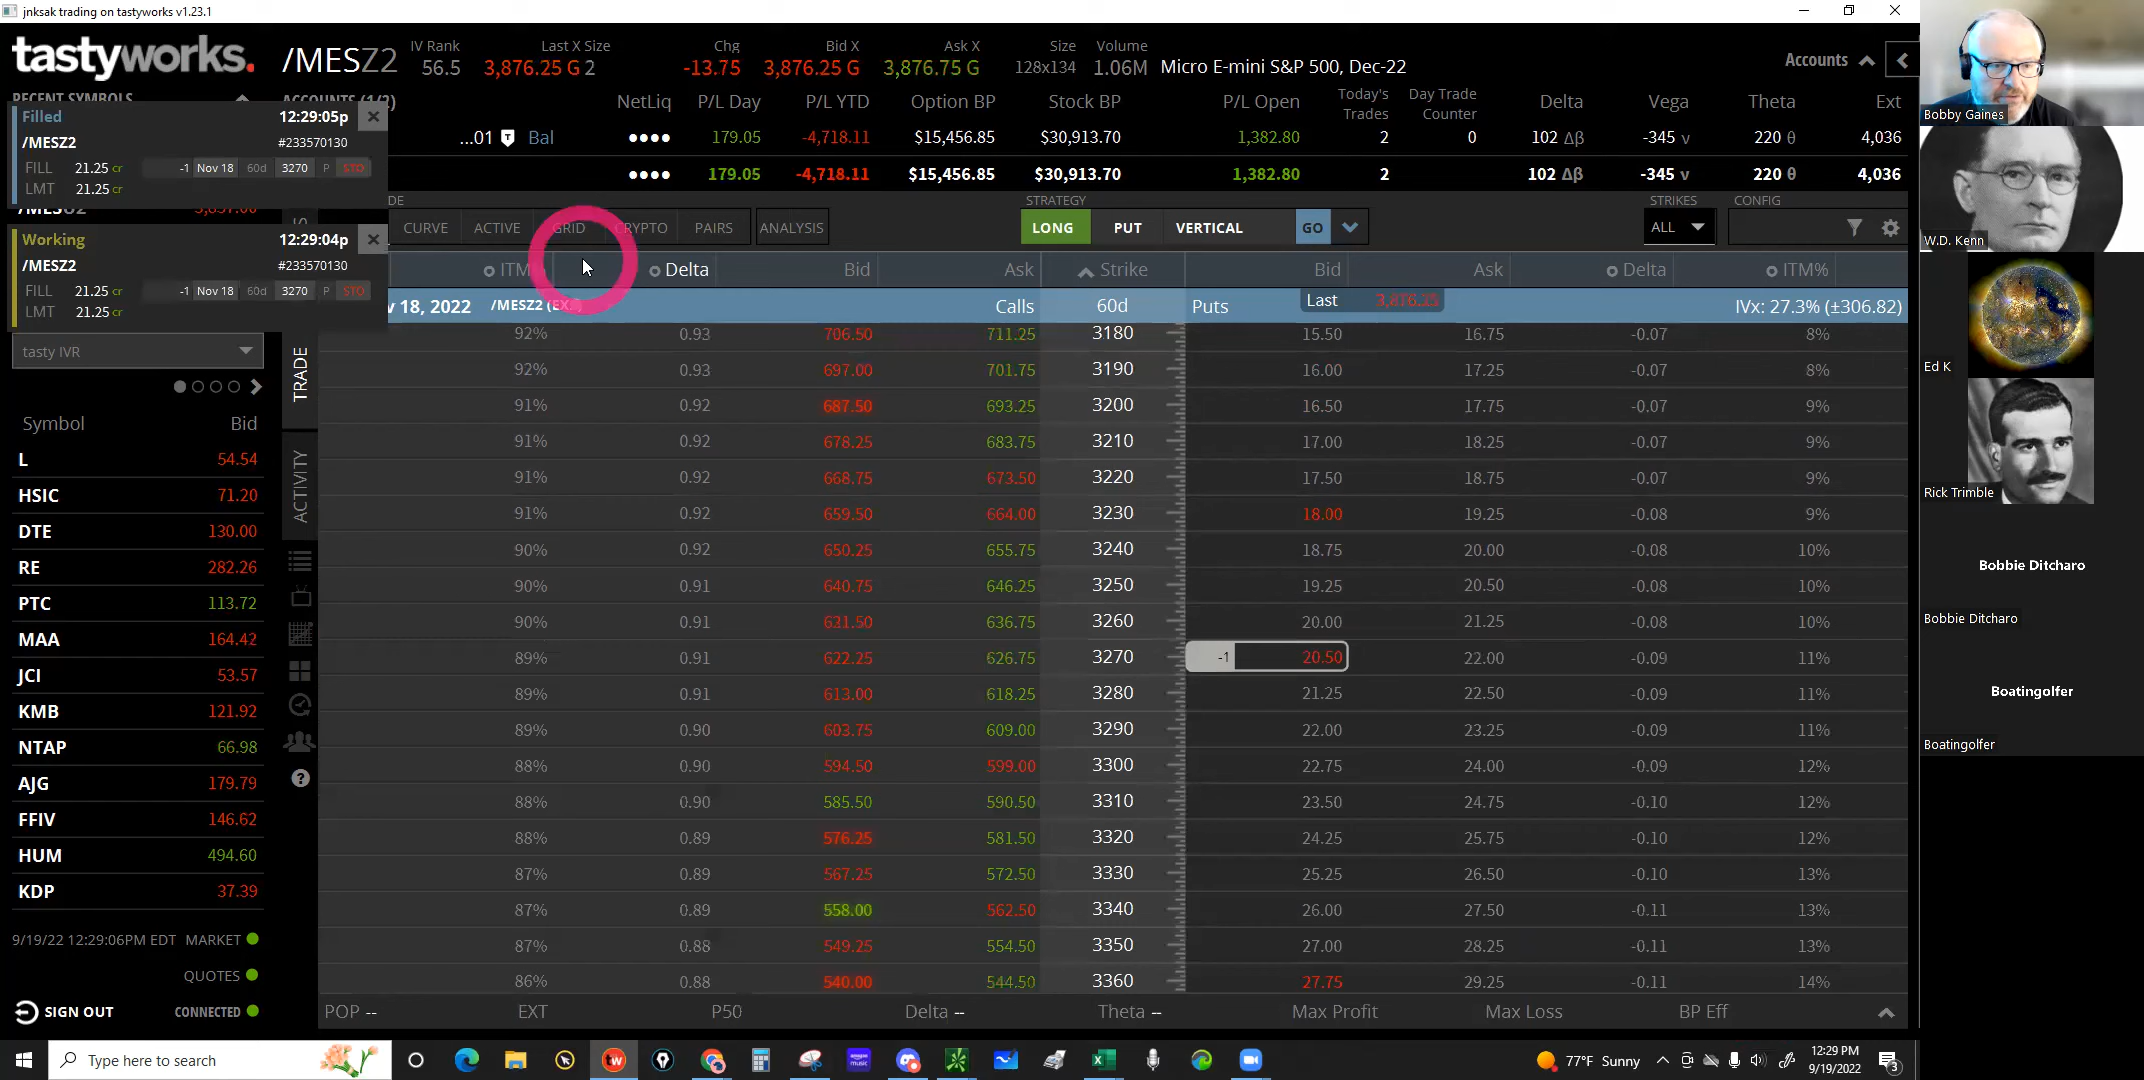 jnksak trading on tastyworks v1.23.1
tastyworks. /MESZ2 IV Rank 56.5 Last X Size 3,876.25 G 2 Chg -13.75 Bid X 3,876.25 G Ask X 3,876.75 G Size 128x134 Volume 1.06M Micro E-mini S&P 500, Dec-22 Accounts
RECENT SYMBOLS ACCOUNTS (1/2) NetLiq P/L Day P/L YTD Option BP Stock BP P/L Open Today's Trades Day Trade Counter Delta Vega Theta Ext
...01 T Bal •••• 179.05 -4,718.11 $15,456.85 $30,913.70 1,382.80 2 0 102 Δβ -345 ν 220 θ 4,036
•••• 179.05 -4,718.11 $15,456.85 $30,913.70 1,382.80 2 102 Δβ -345 ν 220 θ 4,036
Filled 12:29:05p
/MESZ2 #233570130
FILL 21.25 cr -1 Nov 18 60d 3270 P STO
LMT 21.25 cr
Working 12:29:04p
/MESZ2 #233570130
FILL 21.25 cr -1 Nov 18 60d 3270 P STO
LMT 21.25 cr
STRATEGY STRIKES CONFIG
CURVE ACTIVE GRID CRYPTO PAIRS ANALYSIS LONG PUT VERTICAL GO ALL
ITM% Delta Bid Ask Strike Bid Ask Delta ITM%
v 18, 2022 /MESZ2 Calls 60d Puts Last 3,876.25 IVx: 27.3% (±306.82)
92% 0.93 706.50 711.25 3180 15.50 16.75 -0.07 8%
92% 0.93 697.00 701.75 3190 16.00 17.25 -0.07 8%
91% 0.92 687.50 693.25 3200 16.50 17.75 -0.07 9%
91% 0.92 678.25 683.75 3210 17.00 18.25 -0.07 9%
91% 0.92 668.75 673.50 3220 17.50 18.75 -0.07 9%
91% 0.92 659.50 664.00 3230 18.00 19.25 -0.08 9%
90% 0.92 650.25 655.75 3240 18.75 20.00 -0.08 10%
90% 0.91 640.75 646.25 3250 19.25 20.50 -0.08 10%
90% 0.91 631.50 636.75 3260 20.00 21.25 -0.08 10%
89% 0.91 622.25 626.75 3270 -1 20.50 22.00 -0.09 11%
89% 0.91 613.00 618.25 3280 21.25 22.50 -0.09 11%
89% 0.90 603.75 609.00 3290 22.00 23.25 -0.09 11%
88% 0.90 594.50 599.00 3300 22.75 24.00 -0.09 12%
88% 0.90 585.50 590.50 3310 23.50 24.75 -0.10 12%
88% 0.89 576.25 581.50 3320 24.25 25.75 -0.10 12%
87% 0.89 567.25 572.50 3330 25.25 26.50 -0.10 13%
87% 0.89 558.00 562.50 3340 26.00 27.50 -0.11 13%
87% 0.88 549.25 554.50 3350 27.00 28.25 -0.11 13%
86% 0.88 540.00 544.50 3360 27.75 29.25 -0.11 14%
POP -- EXT P50 Delta -- Theta -- Max Profit Max Loss BP Eff
TRADE
ACTIVITY
tasty IVR
Symbol Bid
L 54.54
HSIC 71.20
DTE 130.00
RE 282.26
PTC 113.72
MAA 164.42
JCI 53.57
KMB 121.92
NTAP 66.98
AJG 179.79
FFIV 146.62
HUM 494.60
KDP 37.39
9/19/22 12:29:06PM EDT MARKET
QUOTES
SIGN OUT CONNECTED
Bobby Gaines
W.D. Kenn
Ed K
Rick Trimble
Bobbie Ditcharo
Bobbie Ditcharo
Boatingolfer
Boatingolfer
Type here to search
77°F Sunny
12:29 PM
9/19/2022
3